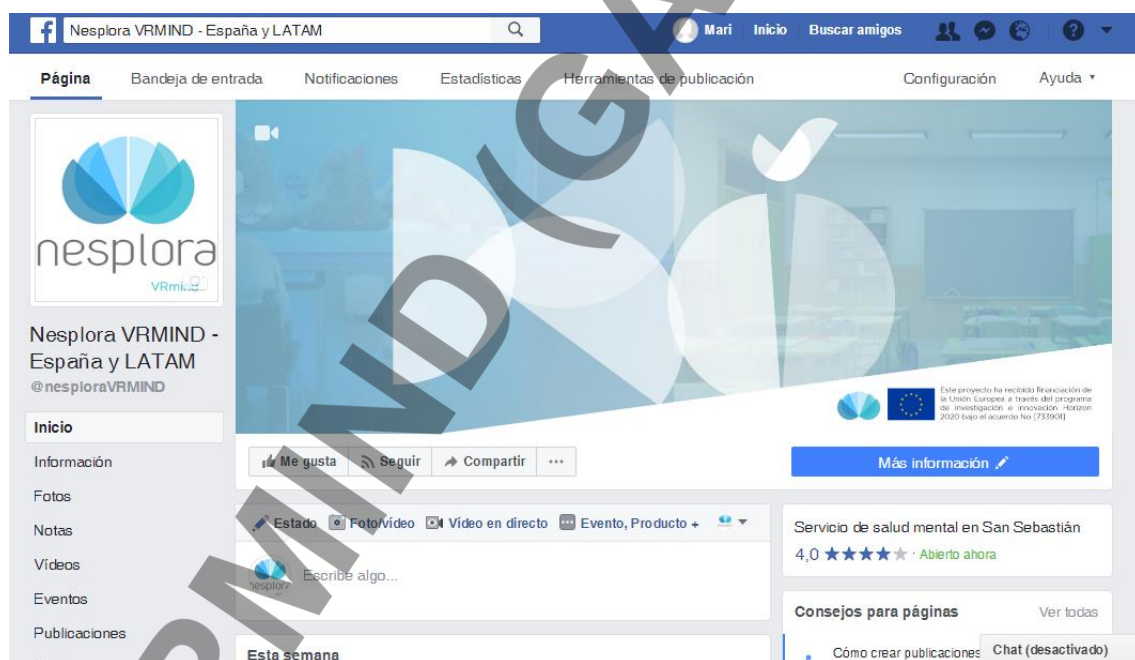 Nesplora VRMIND - España y LATAM
Mari Inicio Buscar amigos
Página Bandeja de entrada Notificaciones Estadísticas Herramientas de publicación Configuración Ayuda
nesplora
Nesplora VRMIND -
España y LATAM
@nesploraVRMIND
Inicio
Información
Fotos
Notas
Vídeos
Eventos
Publicaciones
Este proyecto ha recibido financiación de
la Unión Europea a través del programa
de investigación e innovación Horizon
2020 bajo el acuerdo No [733901]
Me gusta Seguir Compartir ...
Más información
Estado Foto/vídeo Vídeo en directo Evento, Producto +
nesplora
Escribe algo...
Esta semana
Servicio de salud mental en San Sebastián
4,0 ★★★★★ · Abierto ahora
Consejos para páginas Ver todas
Cómo crear publicaciones
Chat (desactivado)
RMIND (GA